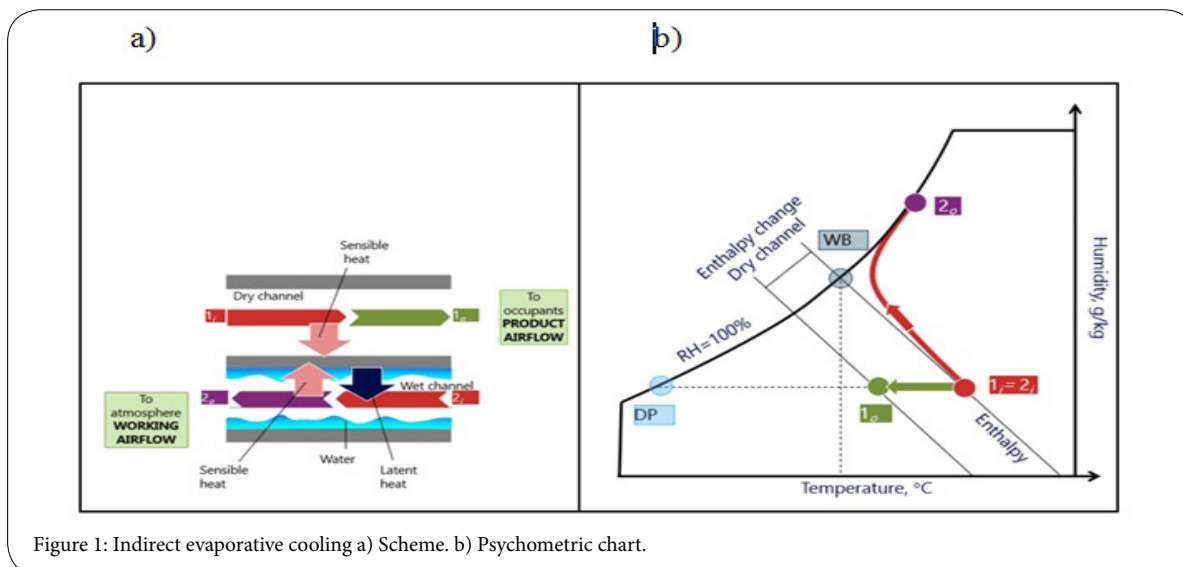 a)
b)
Sensible
heat
Dry channel
1i
1o
To
occupants
PRODUCT
AIRFLOW
Wet channel
2o
2i
To
atmosphere
WORKING
AIRFLOW
Water
Sensible
heat
Latent
heat
Enthalpy change
Dry channel
WB
2o
RH=100%
DP
1o
1i=2i
Enthalpy
Humidity, g/kg
Temperature, °C
Figure 1: Indirect evaporative cooling a) Scheme. b) Psychometric chart.